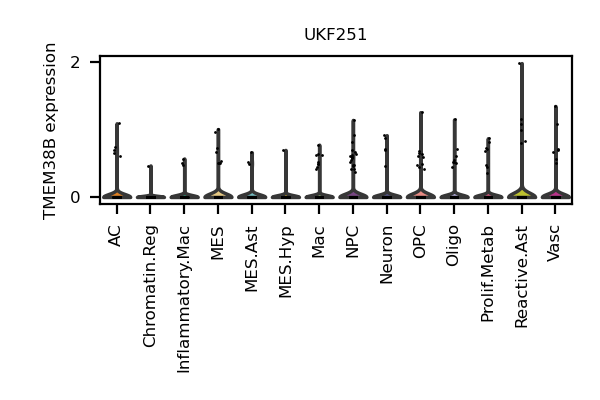 UKF251
TMEM38B expression
2
0
AC
Chromatin.Reg
Inflammatory.Mac
MES
MES.Ast
MES.Hyp
Mac
NPC
Neuron
OPC
Oligo
Prolif.Metab
Reactive.Ast
Vasc